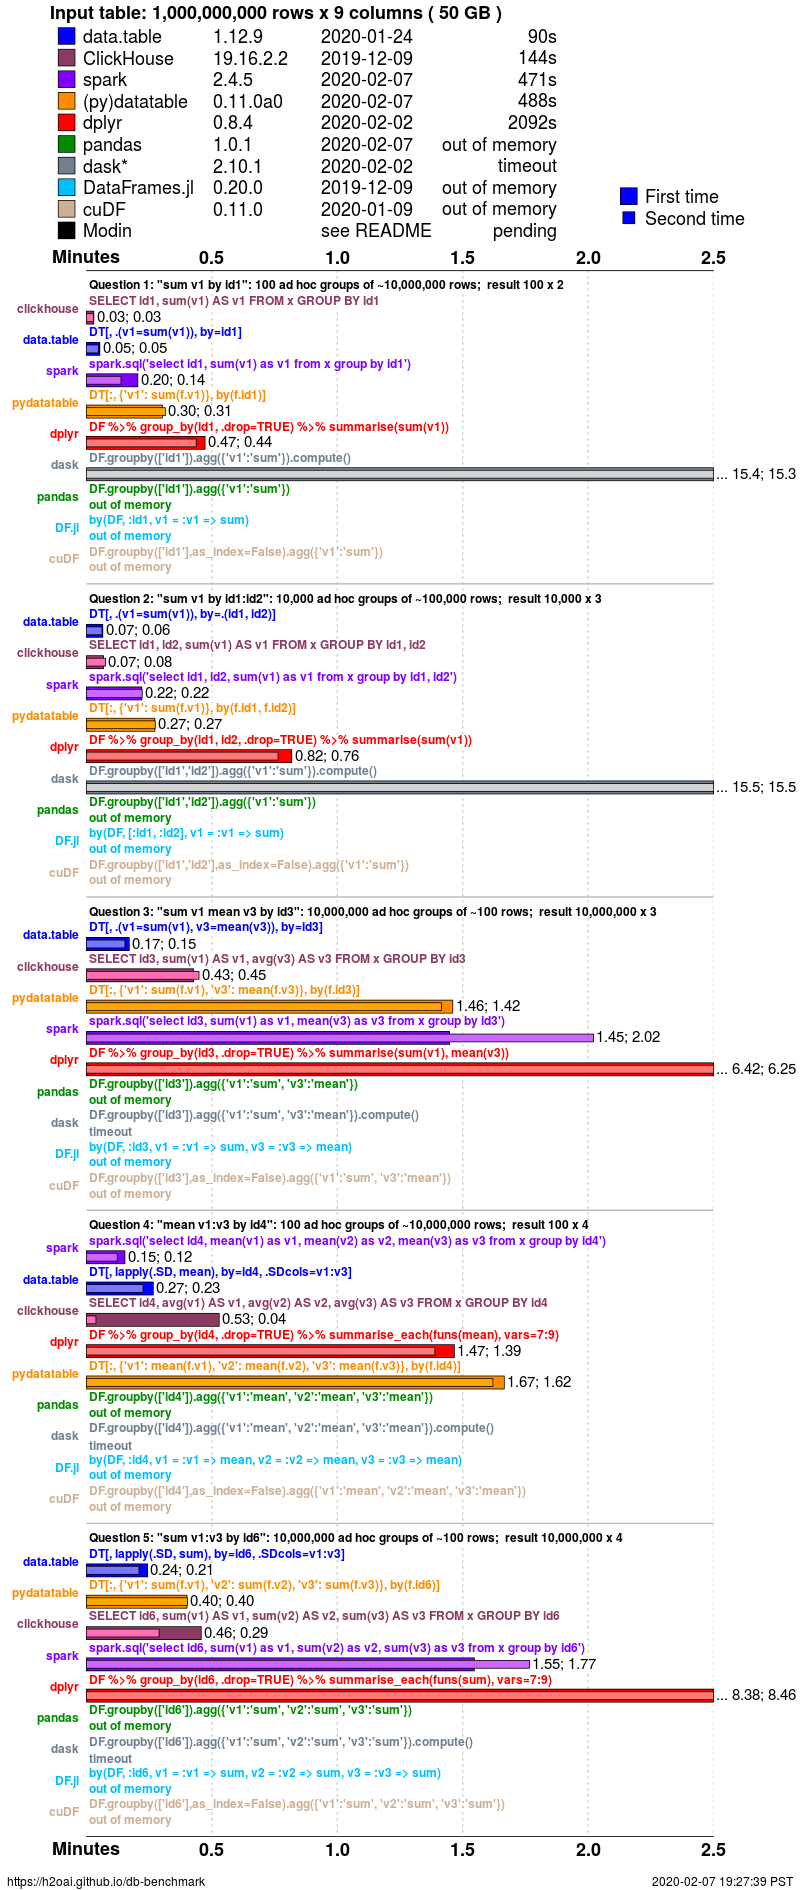 Input table: 1,000,000,000 rows x 9 columns ( 50 GB )
data.table 1.12.9 2020-01-24 90s
ClickHouse 19.16.2.2 2019-12-09 144s
spark 2.4.5 2020-02-07 471s
(py)datatable 0.11.0a0 2020-02-07 488s
dplyr 0.8.4 2020-02-02 2092s
pandas 1.0.1 2020-02-07 out of memory
dask* 2.10.1 2020-02-02 timeout
DataFrames.jl 0.20.0 2019-12-09 out of memory
cuDF 0.11.0 2020-01-09 out of memory
Modin see README pending
First time
Second time
Minutes 0.5 1.0 1.5 2.0 2.5
Question 1: "sum v1 by id1": 100 ad hoc groups of ~10,000,000 rows; result 100 x 2
SELECT id1, sum(v1) AS v1 FROM x GROUP BY id1
clickhouse 0.03; 0.03
DT[, .(v1=sum(v1)), by=id1]
data.table 0.05; 0.05
spark.sql('select id1, sum(v1) as v1 from x group by id1')
spark 0.20; 0.14
DT[:, {'v1': sum(f.v1)}, by(f.id1)]
pydatatable 0.30; 0.31
DF %>% group_by(id1, .drop=TRUE) %>% summarise(sum(v1))
dplyr 0.47; 0.44
DF.groupby(['id1']).agg({'v1':'sum'}).compute()
dask ... 15.4; 15.3
DF.groupby(['id1']).agg({'v1':'sum'})
pandas out of memory
by(DF, :id1, v1 = :v1 => sum)
DF.jl out of memory
DF.groupby(['id1'],as_index=False).agg({'v1':'sum'})
cuDF out of memory
Question 2: "sum v1 by id1:id2": 10,000 ad hoc groups of ~100,000 rows; result 10,000 x 3
DT[, .(v1=sum(v1)), by=.(id1, id2)]
data.table 0.07; 0.06
SELECT id1, id2, sum(v1) AS v1 FROM x GROUP BY id1, id2
clickhouse 0.07; 0.08
spark.sql('select id1, id2, sum(v1) as v1 from x group by id1, id2')
spark 0.22; 0.22
DT[:, {'v1': sum(f.v1)}, by(f.id1, f.id2)]
pydatatable 0.27; 0.27
DF %>% group_by(id1, id2, .drop=TRUE) %>% summarise(sum(v1))
dplyr 0.82; 0.76
DF.groupby(['id1','id2']).agg({'v1':'sum'}).compute()
dask ... 15.5; 15.5
DF.groupby(['id1','id2']).agg({'v1':'sum'})
pandas out of memory
by(DF, [:id1, :id2], v1 = :v1 => sum)
DF.jl out of memory
DF.groupby(['id1','id2'],as_index=False).agg({'v1':'sum'})
cuDF out of memory
Question 3: "sum v1 mean v3 by id3": 10,000,000 ad hoc groups of ~100 rows; result 10,000,000 x 3
DT[, .(v1=sum(v1), v3=mean(v3)), by=id3]
data.table 0.17; 0.15
SELECT id3, sum(v1) AS v1, avg(v3) AS v3 FROM x GROUP BY id3
clickhouse 0.43; 0.45
DT[:, {'v1': sum(f.v1), 'v3': mean(f.v3)}, by(f.id3)]
pydatatable 1.46; 1.42
spark.sql('select id3, sum(v1) as v1, mean(v3) as v3 from x group by id3')
spark 1.45; 2.02
DF %>% group_by(id3, .drop=TRUE) %>% summarise(sum(v1), mean(v3))
dplyr ... 6.42; 6.25
DF.groupby(['id3']).agg({'v1':'sum', 'v3':'mean'})
pandas out of memory
DF.groupby(['id3']).agg({'v1':'sum', 'v3':'mean'}).compute()
dask timeout
by(DF, :id3, v1 = :v1 => sum, v3 = :v3 => mean)
DF.jl out of memory
DF.groupby(['id3'],as_index=False).agg({'v1':'sum', 'v3':'mean'})
cuDF out of memory
Question 4: "mean v1:v3 by id4": 100 ad hoc groups of ~10,000,000 rows; result 100 x 4
spark.sql('select id4, mean(v1) as v1, mean(v2) as v2, mean(v3) as v3 from x group by id4')
spark 0.15; 0.12
DT[, lapply(.SD, mean), by=id4, .SDcols=v1:v3]
data.table 0.27; 0.23
SELECT id4, avg(v1) AS v1, avg(v2) AS v2, avg(v3) AS v3 FROM x GROUP BY id4
clickhouse 0.53; 0.04
DF %>% group_by(id4, .drop=TRUE) %>% summarise_each(funs(mean), vars=7:9)
dplyr 1.47; 1.39
DT[:, {'v1': mean(f.v1), 'v2': mean(f.v2), 'v3': mean(f.v3)}, by(f.id4)]
pydatatable 1.67; 1.62
DF.groupby(['id4']).agg({'v1':'mean', 'v2':'mean', 'v3':'mean'})
pandas out of memory
DF.groupby(['id4']).agg({'v1':'mean', 'v2':'mean', 'v3':'mean'}).compute()
dask timeout
by(DF, :id4, v1 = :v1 => mean, v2 = :v2 => mean, v3 = :v3 => mean)
DF.jl out of memory
DF.groupby(['id4'],as_index=False).agg({'v1':'mean', 'v2':'mean', 'v3':'mean'})
cuDF out of memory
Question 5: "sum v1:v3 by id6": 10,000,000 ad hoc groups of ~100 rows; result 10,000,000 x 4
DT[, lapply(.SD, sum), by=id6, .SDcols=v1:v3]
data.table 0.24; 0.21
DT[:, {'v1': sum(f.v1), 'v2': sum(f.v2), 'v3': sum(f.v3)}, by(f.id6)]
pydatatable 0.40; 0.40
SELECT id6, sum(v1) AS v1, sum(v2) AS v2, sum(v3) AS v3 FROM x GROUP BY id6
clickhouse 0.46; 0.29
spark.sql('select id6, sum(v1) as v1, sum(v2) as v2, sum(v3) as v3 from x group by id6')
spark 1.55; 1.77
DF %>% group_by(id6, .drop=TRUE) %>% summarise_each(funs(sum), vars=7:9)
dplyr ... 8.38; 8.46
DF.groupby(['id6']).agg({'v1':'sum', 'v2':'sum', 'v3':'sum'})
pandas out of memory
DF.groupby(['id6']).agg({'v1':'sum', 'v2':'sum', 'v3':'sum'}).compute()
dask timeout
by(DF, :id6, v1 = :v1 => sum, v2 = :v2 => sum, v3 = :v3 => sum)
DF.jl out of memory
DF.groupby(['id6'],as_index=False).agg({'v1':'sum', 'v2':'sum', 'v3':'sum'})
cuDF out of memory
Minutes 0.5 1.0 1.5 2.0 2.5
https://h2oai.github.io/db-benchmark 2020-02-07 19:27:39 PST